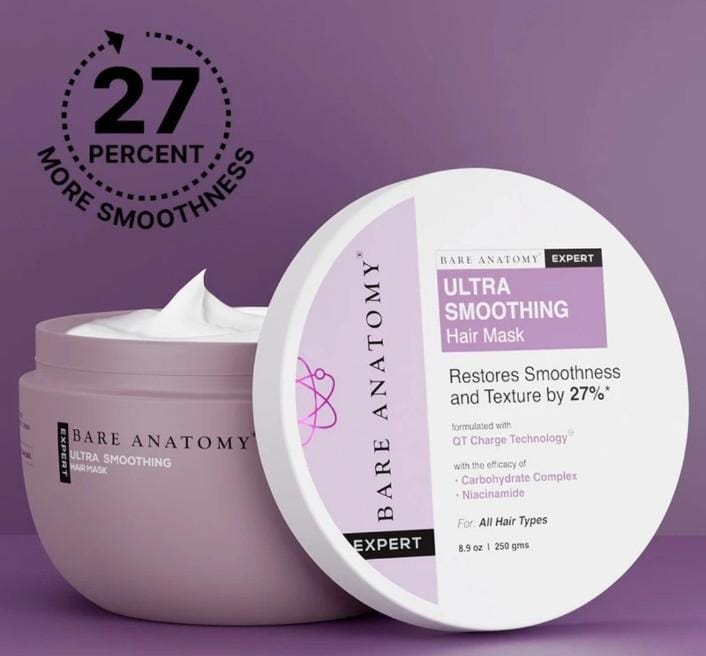 27
PERCENT
MORE SMOOTHNESS
EXPERT
BARE ANATOMY
ULTRA SMOOTHING
HAIR MASK
BARE ANATOMY®
EXPERT
BARE ANATOMY® EXPERT
ULTRA
SMOOTHING
Hair Mask
Restores Smoothness
and Texture by 27%*
formulated with
QT Charge Technology
with the efficacy of
• Carbohydrate Complex
• Niacinamide
For: All Hair Types
8.9 oz | 250 gms